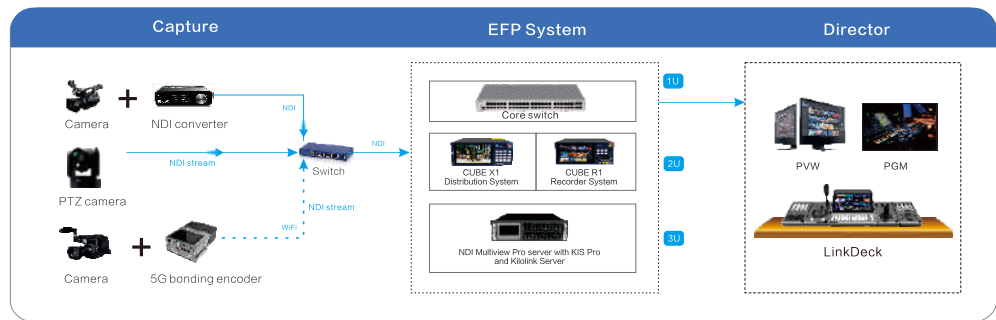 Capture
EFP System
Director
Camera
NDI converter
NDI
NDI stream
PTZ camera
Switch
NDI
NDI stream
WiFi
Camera
5G bonding encoder
Core switch
1U
CUBE X1
Distribution System
CUBE R1
Recorder System
2U
NDI Multiview Pro server with KIS Pro
and Kilolink Server
3U
PVW
PGM
LinkDeck